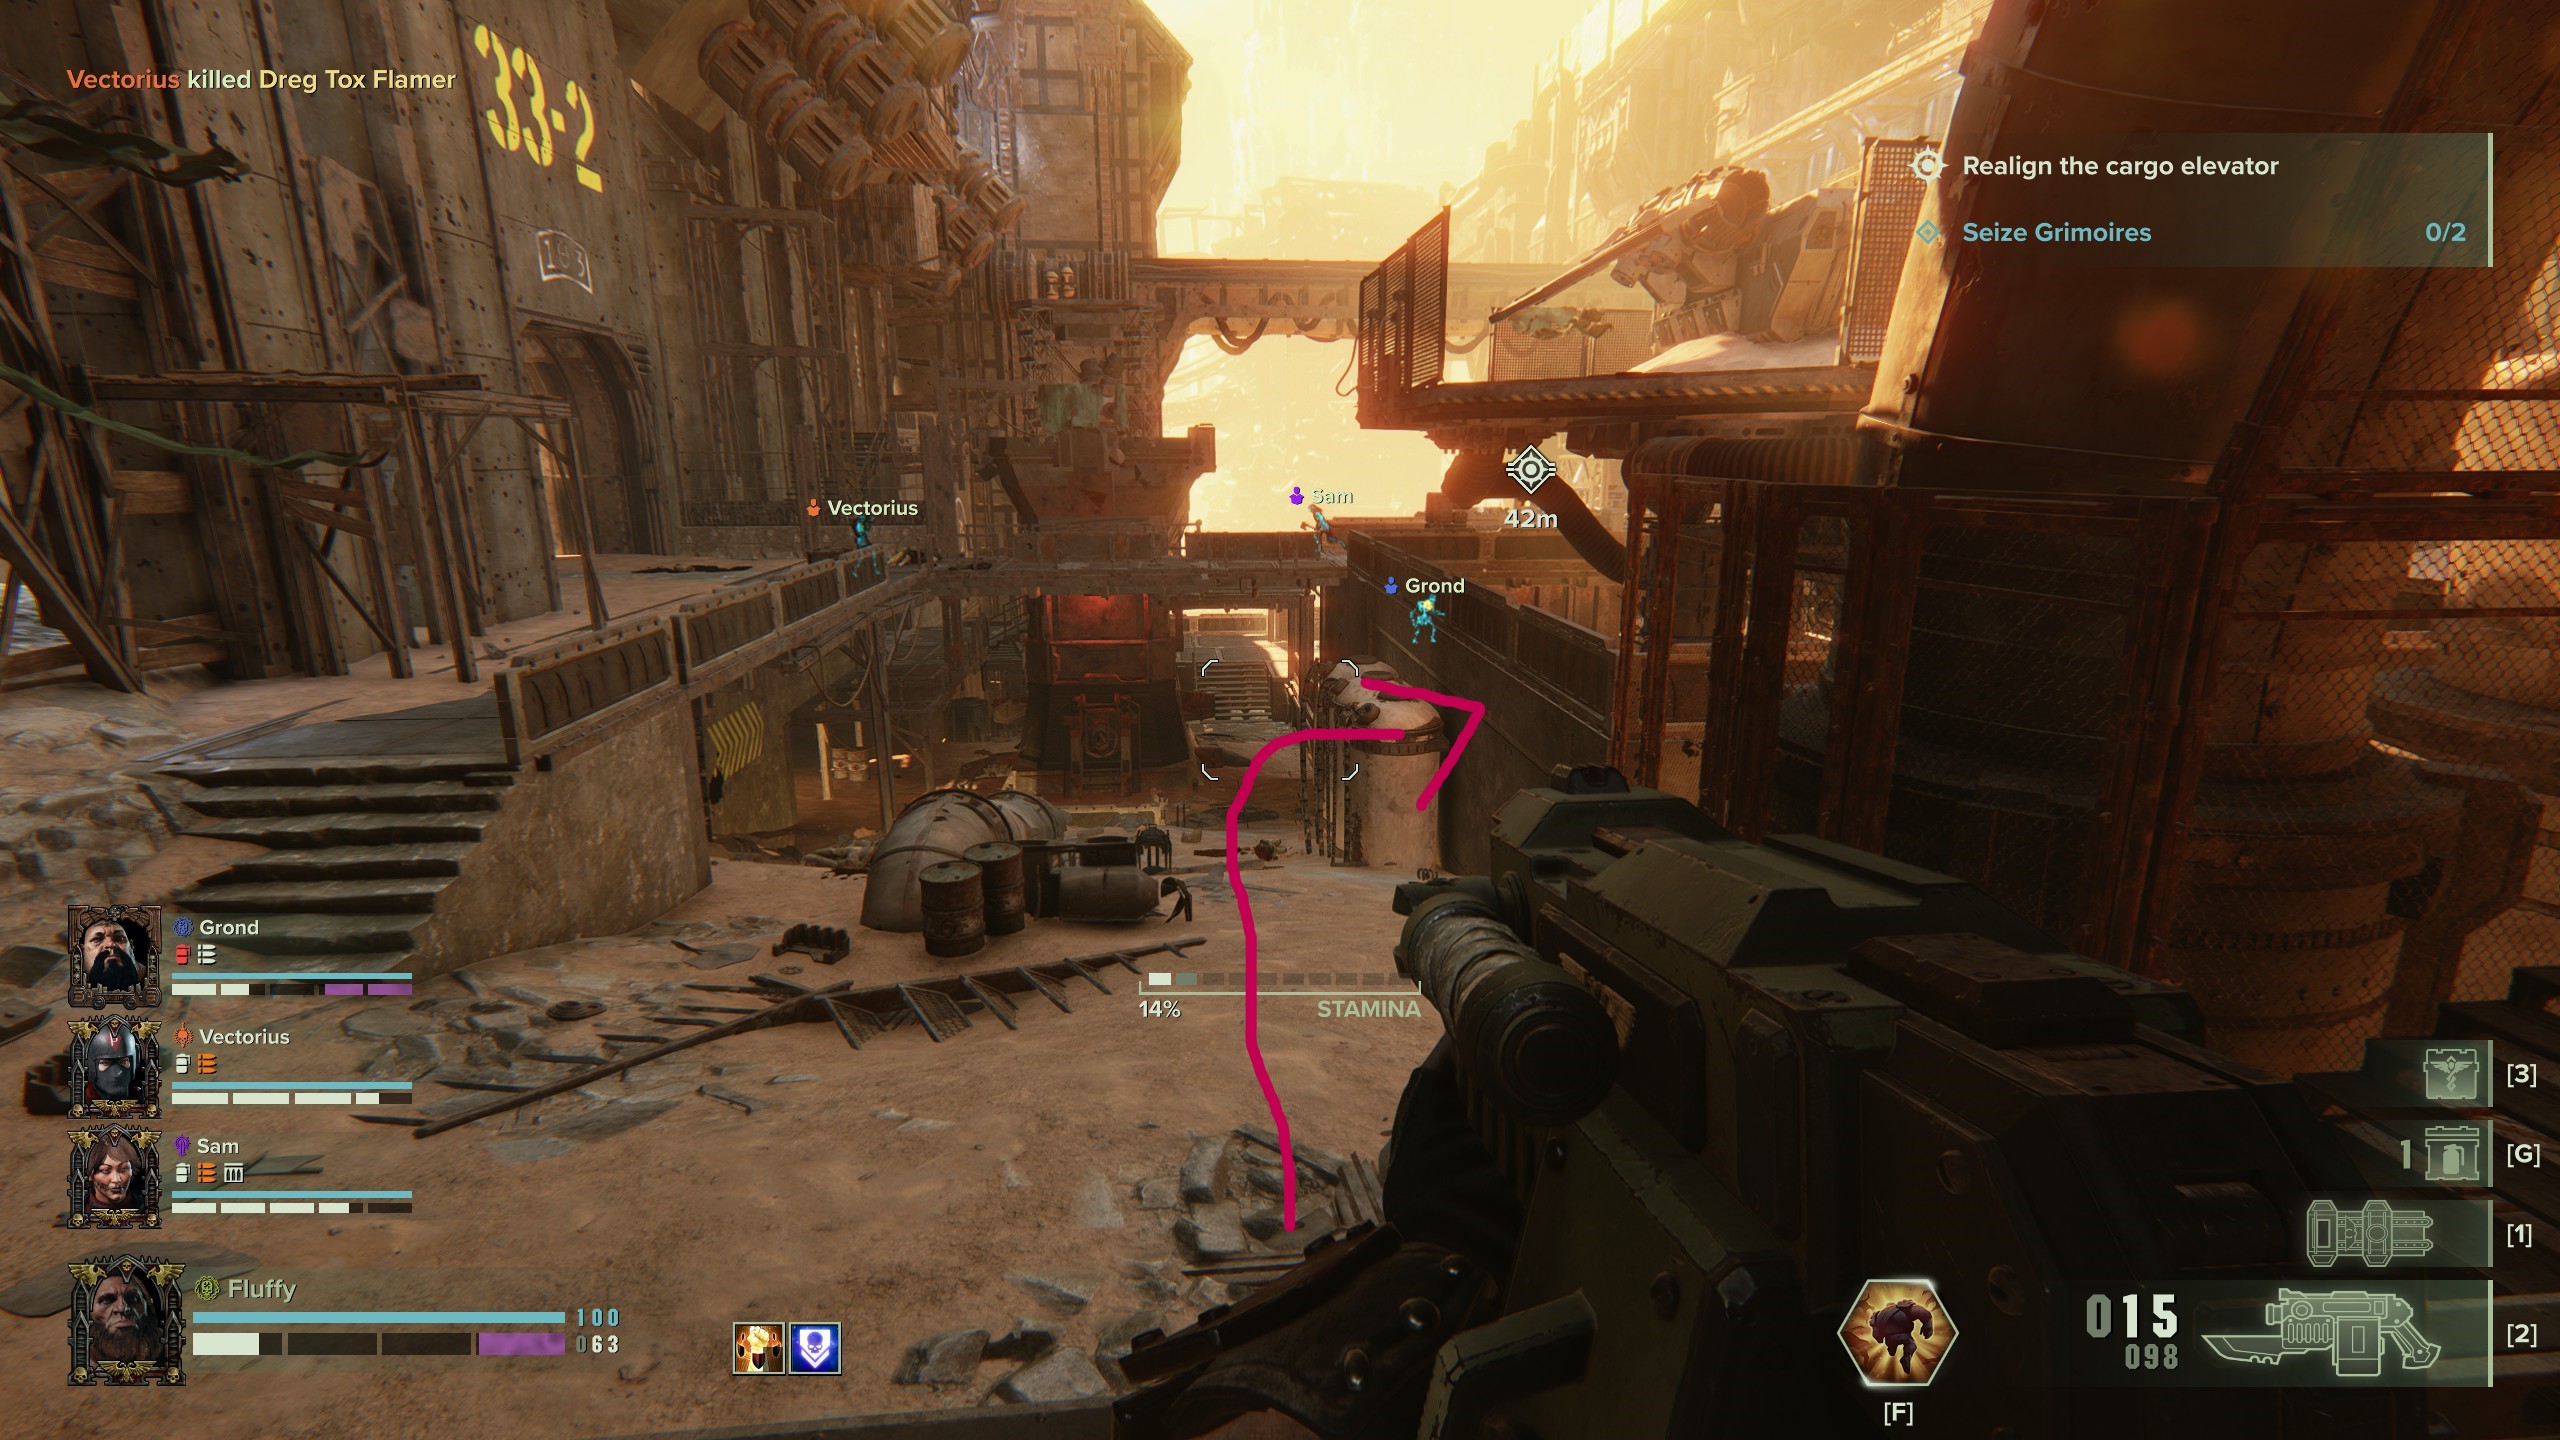 Vectorius killed Dreg Tox Flamer
33-2
193
Realign the cargo elevator
Seize Grimoires 0/2
Vectorius
Sam
42m
Grond
14% STAMINA
Grond
Vectorius
Sam
Fluffy
100
063
[3]
1 [G]
[1]
015
098
[2]
[F]